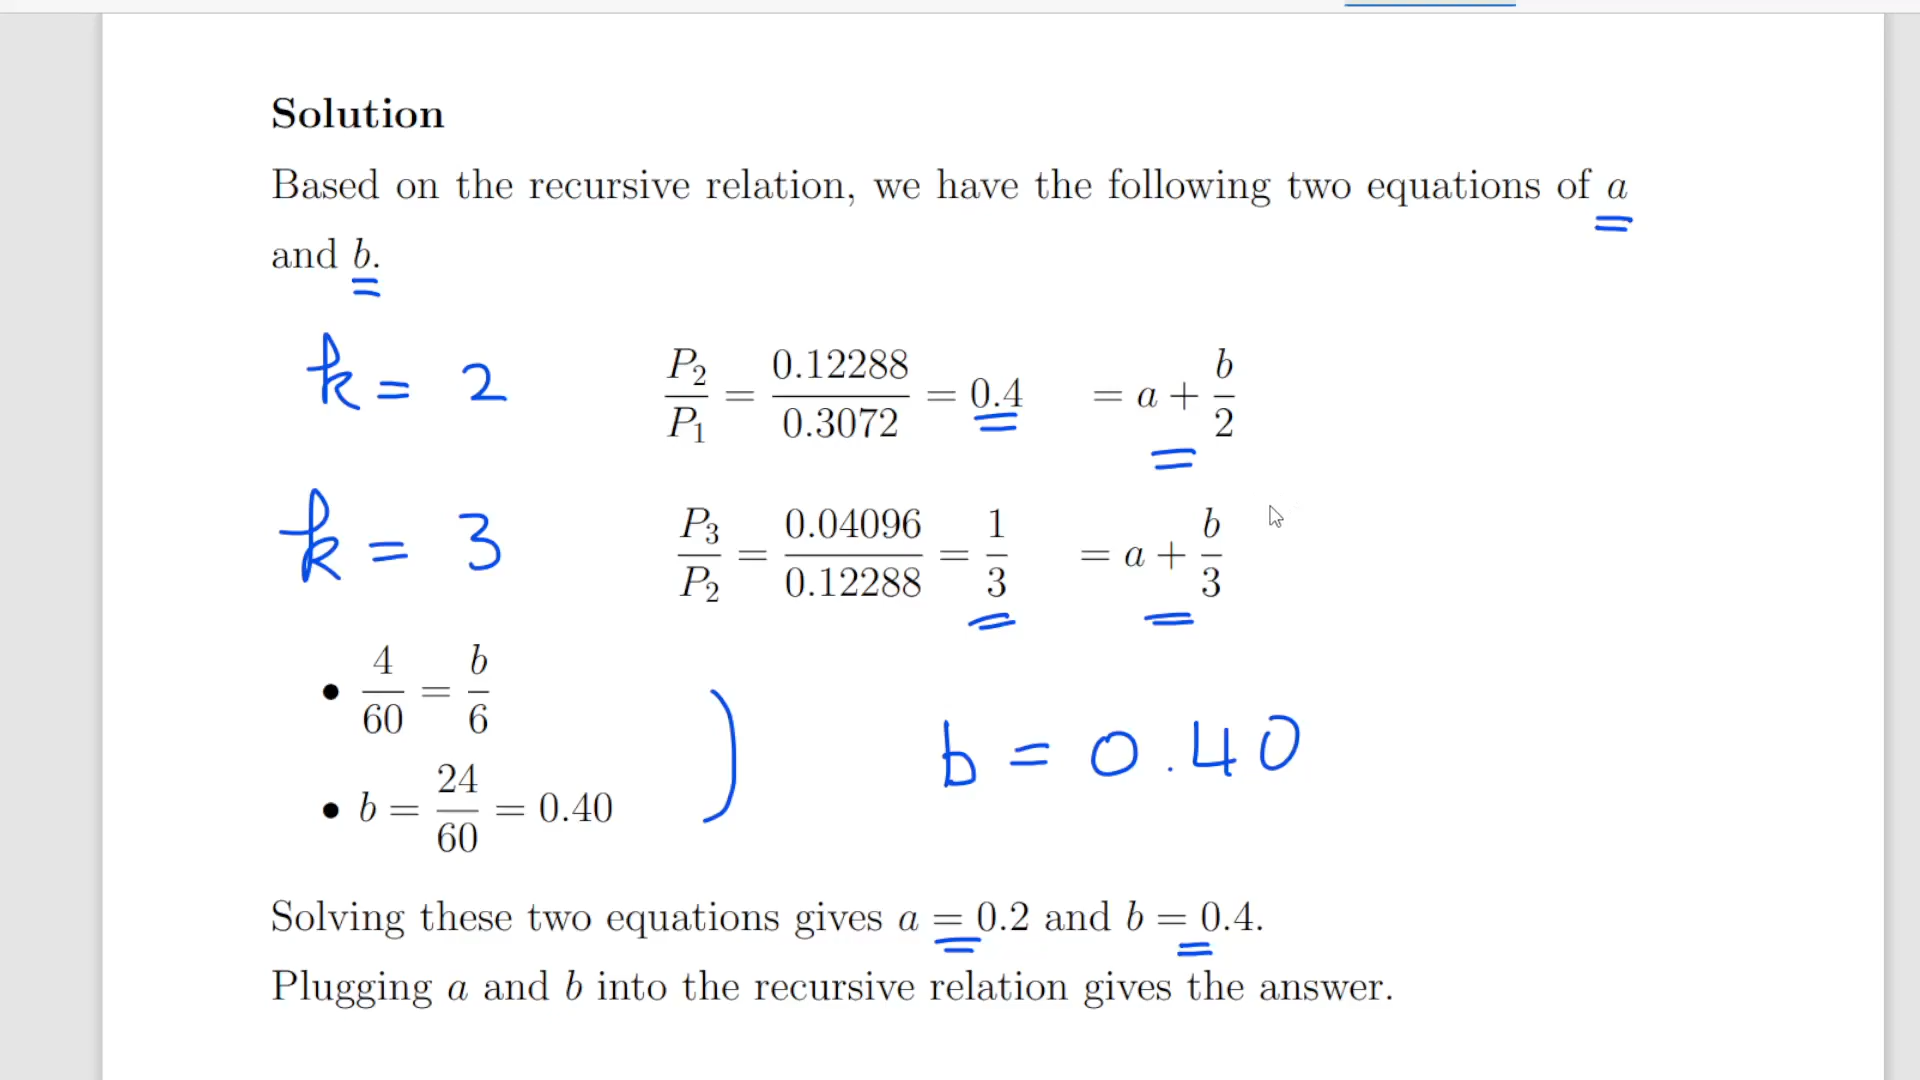 Solution
Based on the recursive relation, we have the following two equations of a
and b.
k = 2
P₂/P₁ = 0.12288/0.3072 = 0.4 = a + b/2
k = 3
P₃/P₂ = 0.04096/0.12288 = 1/3 = a + b/3
• 4/60 = b/6
• b = 24/60 = 0.40
b = 0.40
Solving these two equations gives a = 0.2 and b = 0.4.
Plugging a and b into the recursive relation gives the answer.